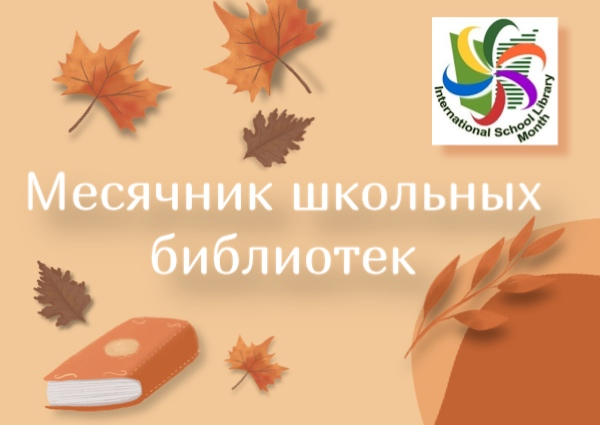 International School Library
Month
Месячник школьных
библиотек